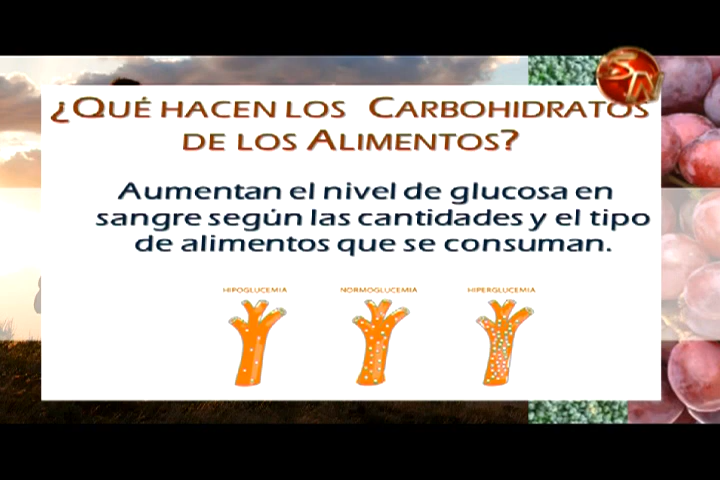 ¿QUÉ HACEN LOS CARBOHIDRATOS
DE LOS ALIMENTOS?
Aumentan el nivel de glucosa en
sangre según las cantidades y el tipo
de alimentos que se consuman.
HIPOGLUCEMIA NORMOGLUCEMIA HIPERGLUCEMIA